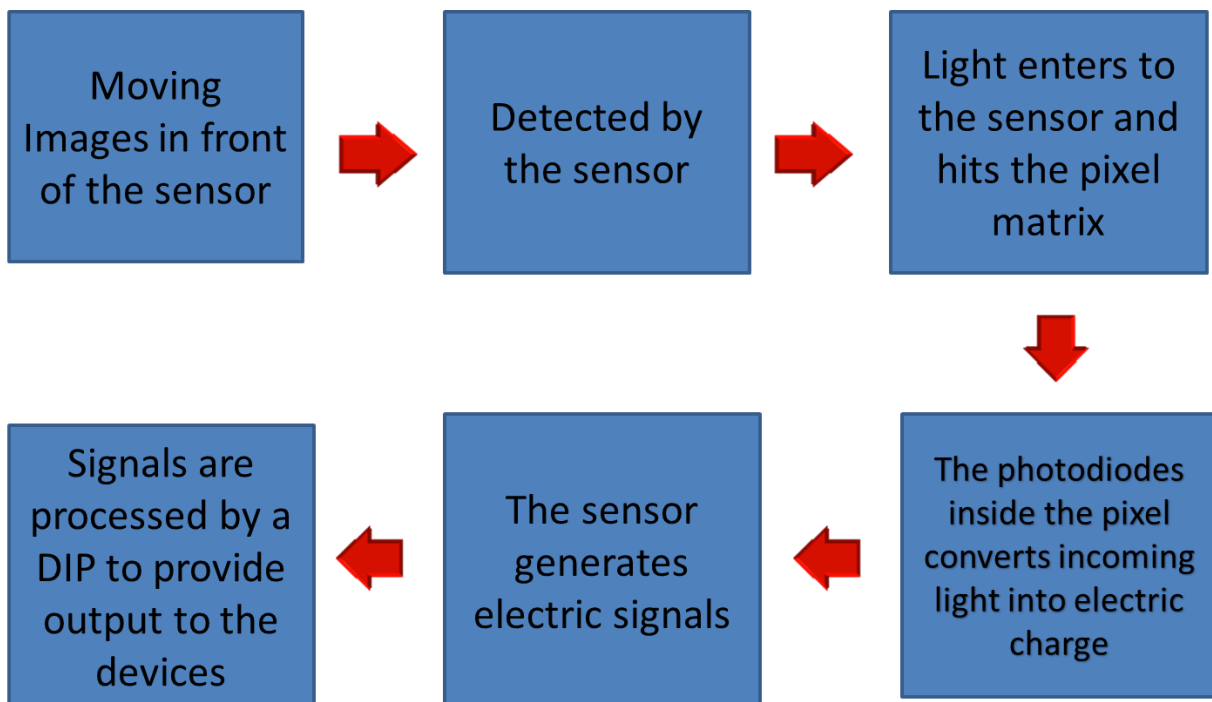 Moving
Images in front
of the sensor
Detected by
the sensor
Light enters to
the sensor and
hits the pixel
matrix
The photodiodes
inside the pixel
converts incoming
light into electric
charge
The sensor
generates
electric signals
Signals are
processed by a
DIP to provide
output to the
devices